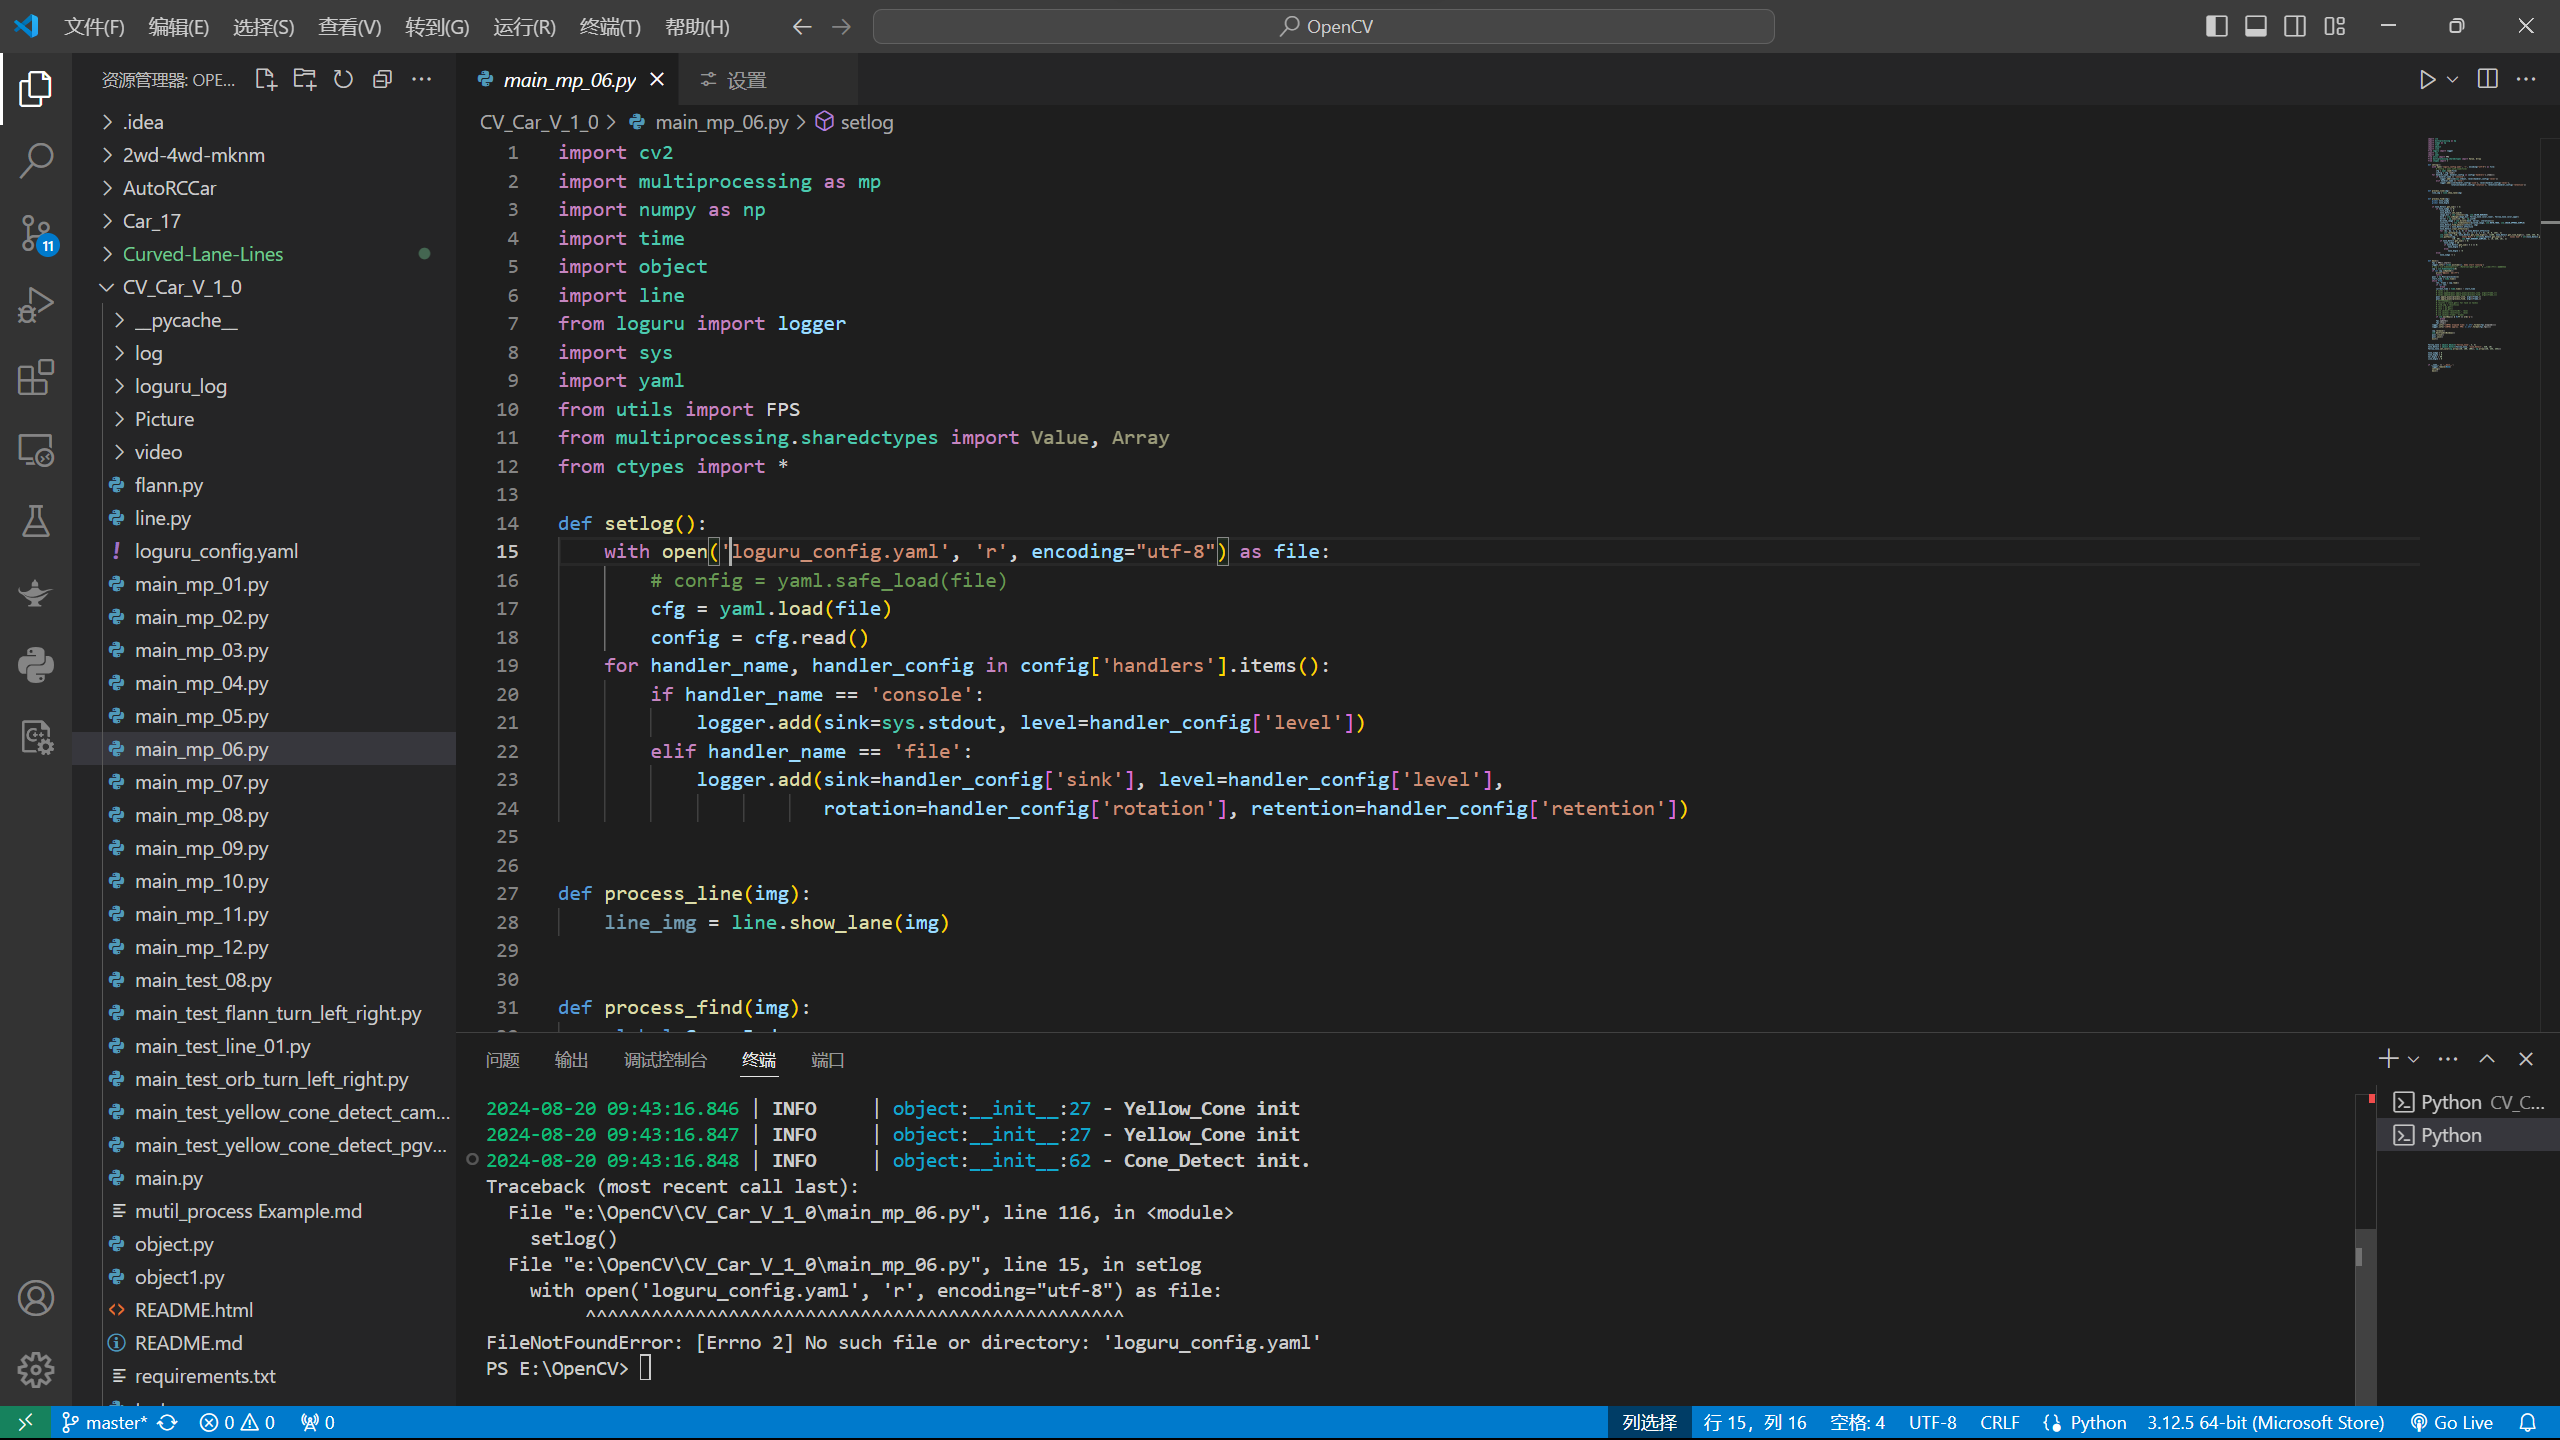 文件(F) 编辑(E) 选择(S) 查看(V) 转到(G) 运行(R) 终端(T) 帮助(H)
OpenCV
资源管理器: OPE...
.idea
2wd-4wd-mknm
AutoRCCar
Car_17
Curved-Lane-Lines
CV_Car_V_1_0
__pycache__
log
loguru_log
Picture
video
flann.py
line.py
loguru_config.yaml
main_mp_01.py
main_mp_02.py
main_mp_03.py
main_mp_04.py
main_mp_05.py
main_mp_06.py
main_mp_07.py
main_mp_08.py
main_mp_09.py
main_mp_10.py
main_mp_11.py
main_mp_12.py
main_test_08.py
main_test_flann_turn_left_right.py
main_test_line_01.py
main_test_orb_turn_left_right.py
main_test_yellow_cone_detect_cam...
main_test_yellow_cone_detect_pgv...
main.py
mutil_process Example.md
object.py
object1.py
README.html
README.md
requirements.txt
11
main_mp_06.py 设置
CV_Car_V_1_0 > main_mp_06.py > setlog
1 import cv2
2 import multiprocessing as mp
3 import numpy as np
4 import time
5 import object
6 import line
7 from loguru import logger
8 import sys
9 import yaml
10 from utils import FPS
11 from multiprocessing.sharedctypes import Value, Array
12 from ctypes import *
13
14 def setlog():
15 with open('loguru_config.yaml', 'r', encoding="utf-8") as file:
16 # config = yaml.safe_load(file)
17 cfg = yaml.load(file)
18 config = cfg.read()
19 for handler_name, handler_config in config['handlers'].items():
20 if handler_name == 'console':
21 logger.add(sink=sys.stdout, level=handler_config['level'])
22 elif handler_name == 'file':
23 logger.add(sink=handler_config['sink'], level=handler_config['level'],
24 rotation=handler_config['rotation'], retention=handler_config['retention'])
25
26
27 def process_line(img):
28 line_img = line.show_lane(img)
29
30
31 def process_find(img):
问题 输出 调试控制台 终端 端口
2024-08-20 09:43:16.846 | INFO | object:__init__:27 - Yellow_Cone init
2024-08-20 09:43:16.847 | INFO | object:__init__:27 - Yellow_Cone init
2024-08-20 09:43:16.848 | INFO | object:__init__:62 - Cone_Detect init.
Traceback (most recent call last):
File "e:\OpenCV\CV_Car_V_1_0\main_mp_06.py", line 116, in <module>
setlog()
File "e:\OpenCV\CV_Car_V_1_0\main_mp_06.py", line 15, in setlog
with open('loguru_config.yaml', 'r', encoding="utf-8") as file:
^^^^^^^^^^^^^^^^^^^^^^^^^^^^^^^^^^^^^^^^^^^^^^^^^
FileNotFoundError: [Errno 2] No such file or directory: 'loguru_config.yaml'
PS E:\OpenCV>
Python CV_C...
Python
master* 0 0 0 列选择 行 15，列 16 空格: 4 UTF-8 CRLF Python 3.12.5 64-bit (Microsoft Store) Go Live